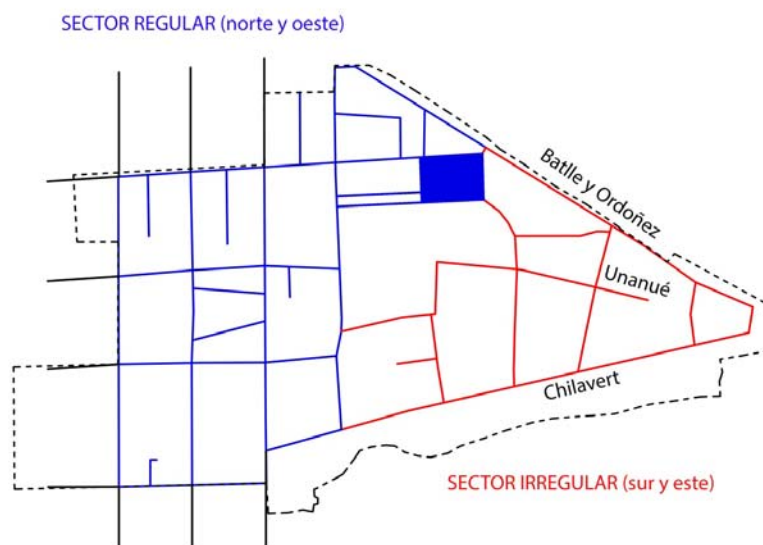 SECTOR REGULAR (norte y oeste)
Batlle y Ordoñez
Unanué
Chilavert
SECTOR IRREGULAR (sur y este)